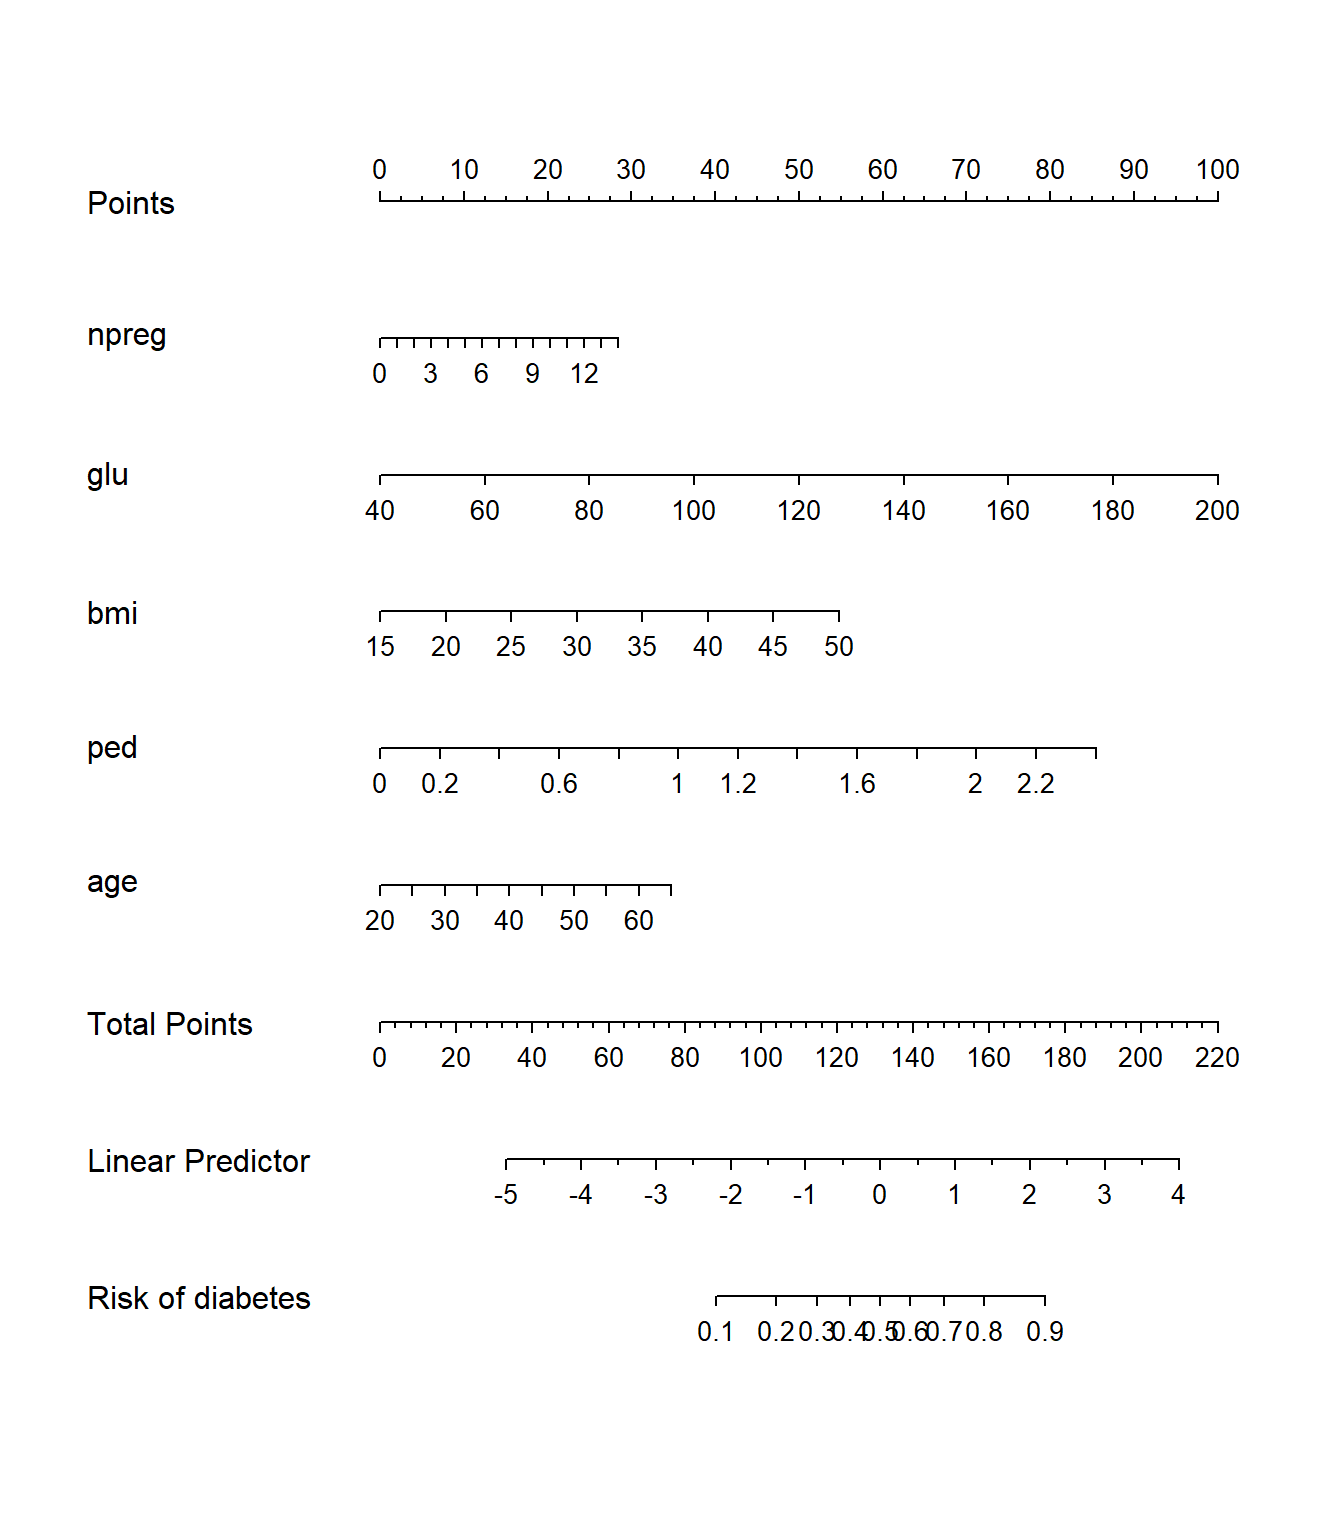 0 10 20 30 40 50 60 70 80 90 100
Points
npreg
0 3 6 9 12
glu
40 60 80 100 120 140 160 180 200
bmi
15 20 25 30 35 40 45 50
ped
0 0.2 0.6 1 1.2 1.6 2 2.2
age
20 30 40 50 60
Total Points
0 20 40 60 80 100 120 140 160 180 200 220
Linear Predictor
-5 -4 -3 -2 -1 0 1 2 3 4
Risk of diabetes
0.1 0.2 0.3 0.4 0.5 0.6 0.7 0.8 0.9